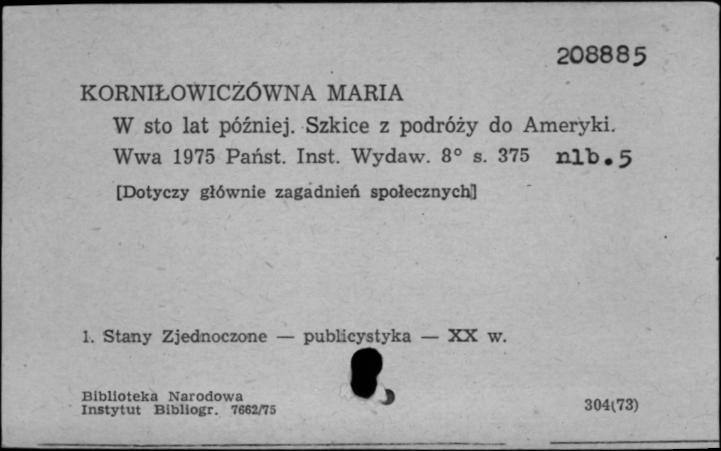 208885
KORNIŁOWICZÓWNA MARIA
W sto lat później. Szkice z podróży do Ameryki.
Wwa 1975 Państ. Inst. Wydaw. 8° s. 375 nlb.5
[Dotyczy głównie zagadnień społecznych]
1. Stany Zjednoczone — publicystyka — XX w.
Biblioteka Narodowa
Instytut Bibliogr. 7662/75
304(73)